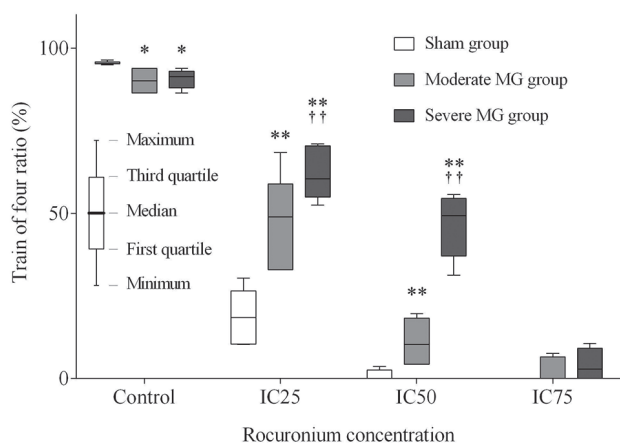 Train of four ratio (%)
100
50
0
Sham group
Moderate MG group
Severe MG group
* *
**
**
††
**
**
††
Maximum
Third quartile
Median
First quartile
Minimum
Control IC25 IC50 IC75
Rocuronium concentration